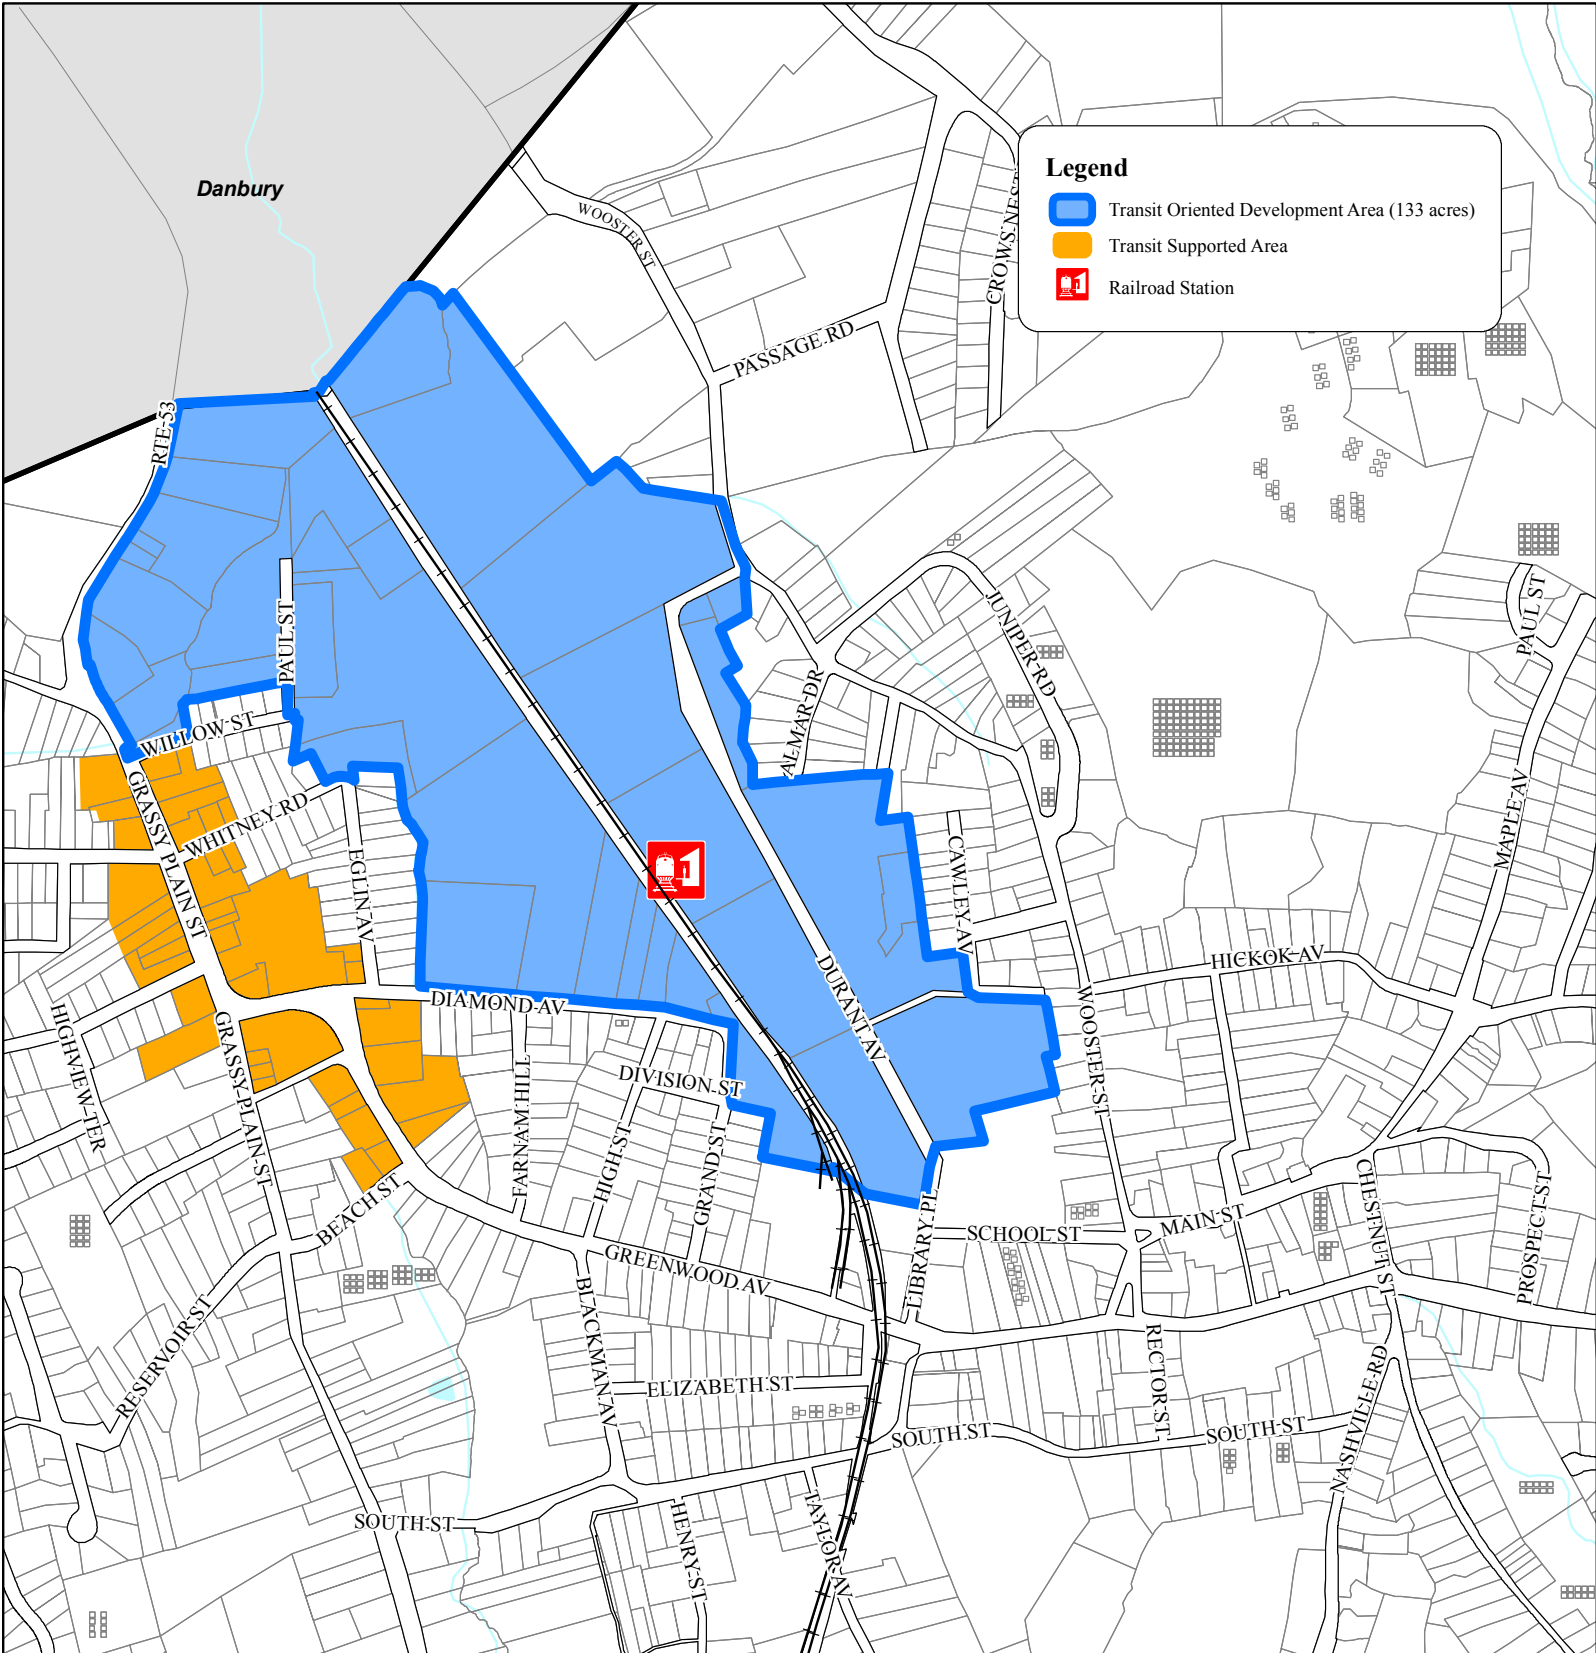 Danbury
Legend
Transit Oriented Development Area (133 acres)
Transit Supported Area
Railroad Station
WOOSTER ST
CROWS NEST
PASSAGE RD
RTE 53
PAUL ST
JUNIPER RD
PAUL ST
ALMAR DR
WILLOW ST
GRASSY PLAIN ST
WHITNEY RD
EGLIN AV
MAPLE AV
CAWLEY AV
HICKOK AV
DURANT AV
DIAMOND AV
WOOSTER ST
HIGHVIEW TER
GRASSY PLAIN ST
FARNAM HILL
DIVISION ST
HIGH ST
GRAND ST
BEACH ST
LIBRARY PL
SCHOOL ST
MAIN ST
CHESTNUT ST
PROSPECT ST
GREENWOOD AV
RESERVOIR ST
BLACKMAN AV
ELIZABETH ST
RECTOR ST
NASHVILLE RD
SOUTH ST
SOUTH ST
SOUTH ST
HENRY ST
TAYLOR AV